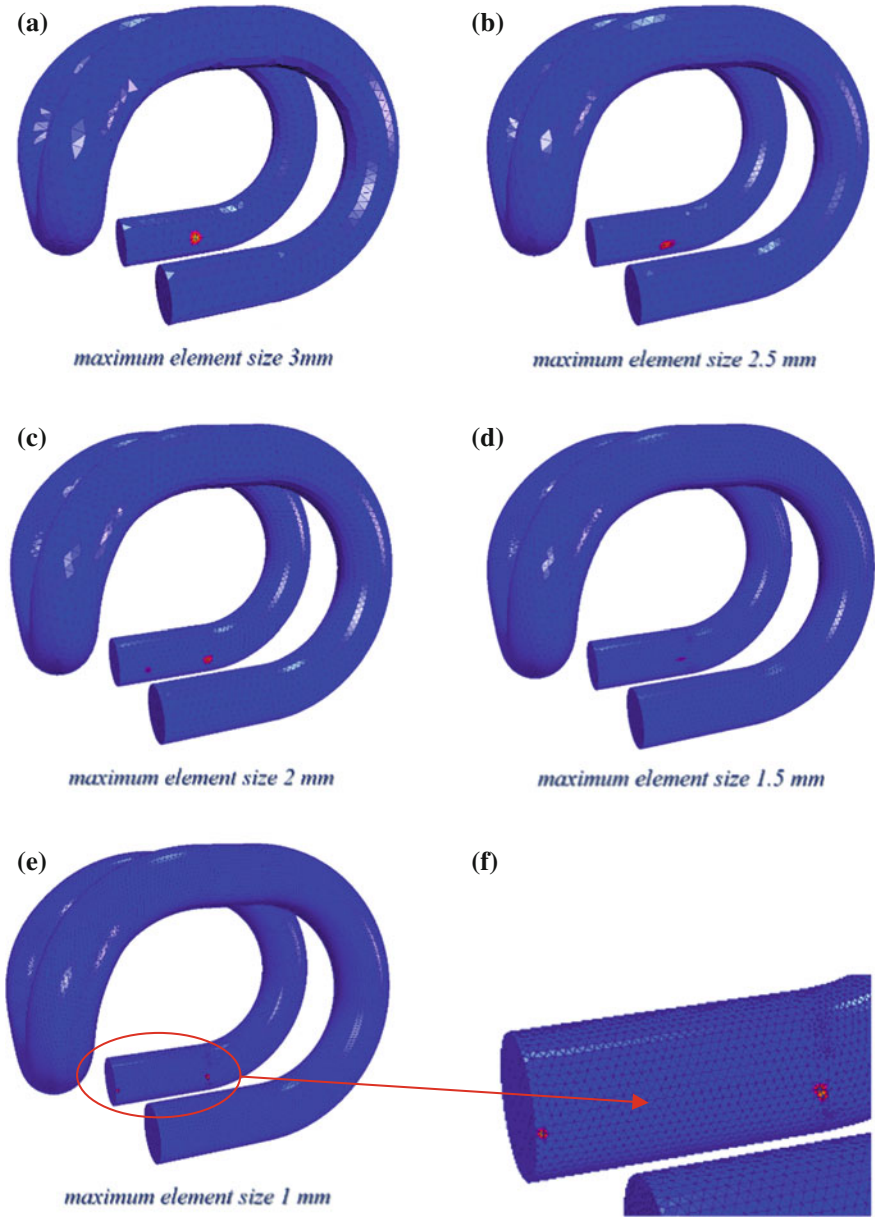 (a)
(b)
maximum element size 3mm
maximum element size 2.5 mm
(c)
(d)
maximum element size 2 mm
maximum element size 1.5 mm
(e)
(f)
maximum element size 1 mm